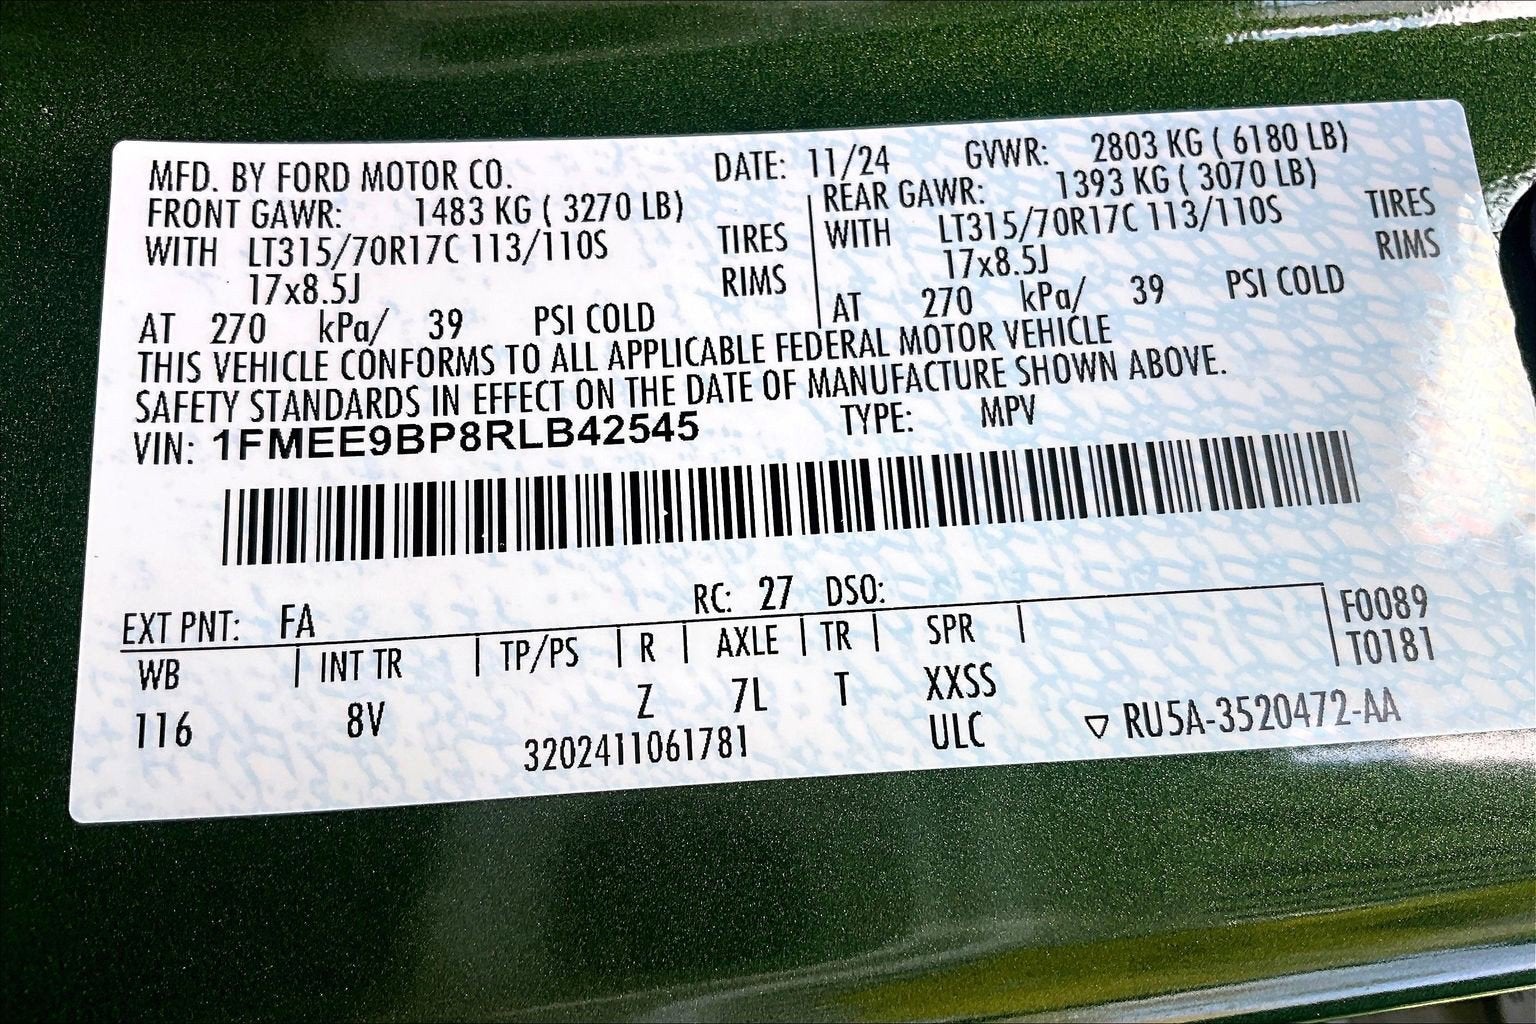 MFD. BY FORD MOTOR CO. DATE: 11/24 GVWR: 2803 KG ( 6180 LB)
FRONT GAWR: 1483 KG ( 3270 LB) REAR GAWR: 1393 KG ( 3070 LB)
WITH LT315/70R17C 113/110S TIRES WITH LT315/70R17C 113/110S TIRES
17x8.5J RIMS 17x8.5J RIMS
AT 270 kPa/ 39 PSI COLD AT 270 kPa/ 39 PSI COLD
THIS VEHICLE CONFORMS TO ALL APPLICABLE FEDERAL MOTOR VEHICLE
SAFETY STANDARDS IN EFFECT ON THE DATE OF MANUFACTURE SHOWN ABOVE.
VIN: 1FMEE9BP8RLB42545 TYPE: MPV
EXT PNT: FA RC: 27 DSO: F0089
WB INT TR TP/PS R AXLE TR SPR T0181
116 8V Z 7L T XXSS
3202411061781 ULC ▽ RU5A-3520472-AA